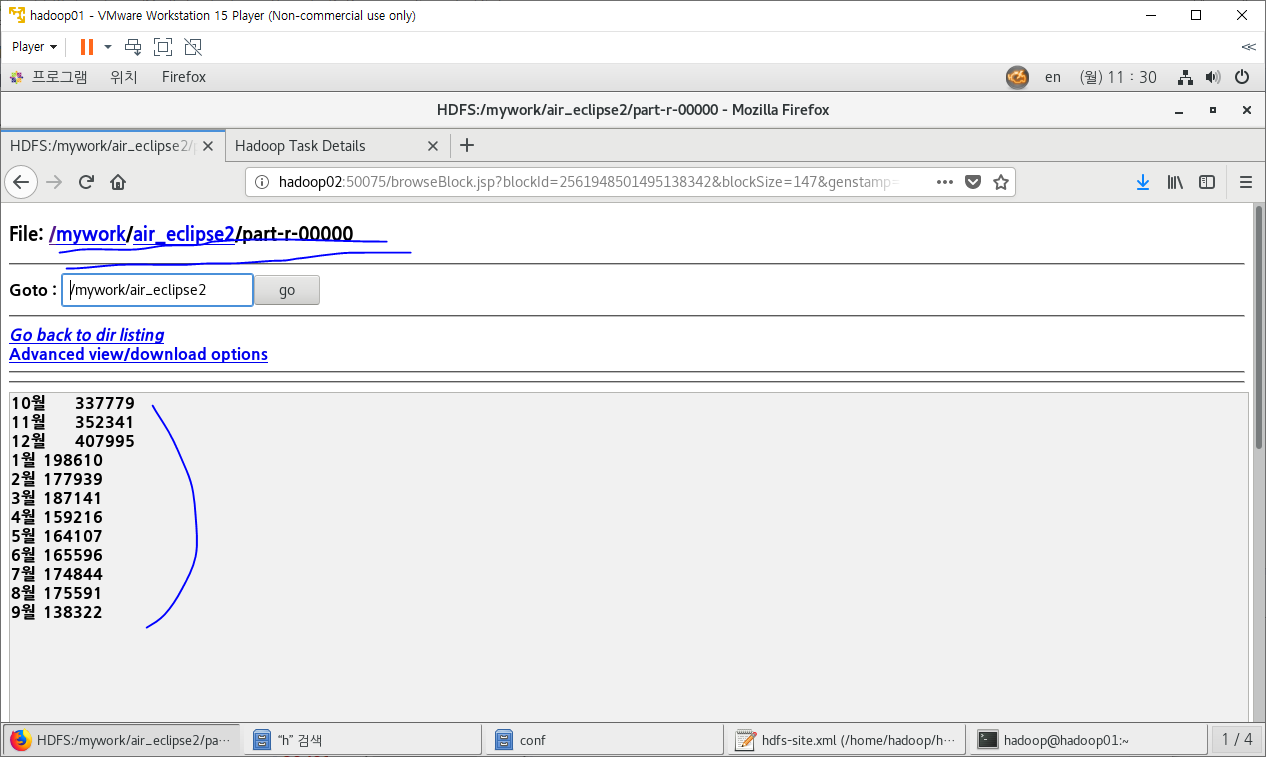 hadoop01 - VMware Workstation 15 Player (Non-commercial use only)
Player
프로그램 위치 Firefox en (월) 11 : 30
HDFS:/mywork/air_eclipse2/part-r-00000 - Mozilla Firefox
HDFS:/mywork/air_eclipse2/ Hadoop Task Details
hadoop02:50075/browseBlock.jsp?blockId=2561948501495138342&blockSize=147&genstamp=
File: /mywork/air_eclipse2/part-r-00000
Goto : /mywork/air_eclipse2 go
Go back to dir listing
Advanced view/download options
10월 337779
11월 352341
12월 407995
1월 198610
2월 177939
3월 187141
4월 159216
5월 164107
6월 165596
7월 174844
8월 175591
9월 138322
HDFS:/mywork/air_eclipse2/pa… "h" 검색 conf hdfs-site.xml (/home/hadoop/h… hadoop@hadoop01:~ 1 / 4